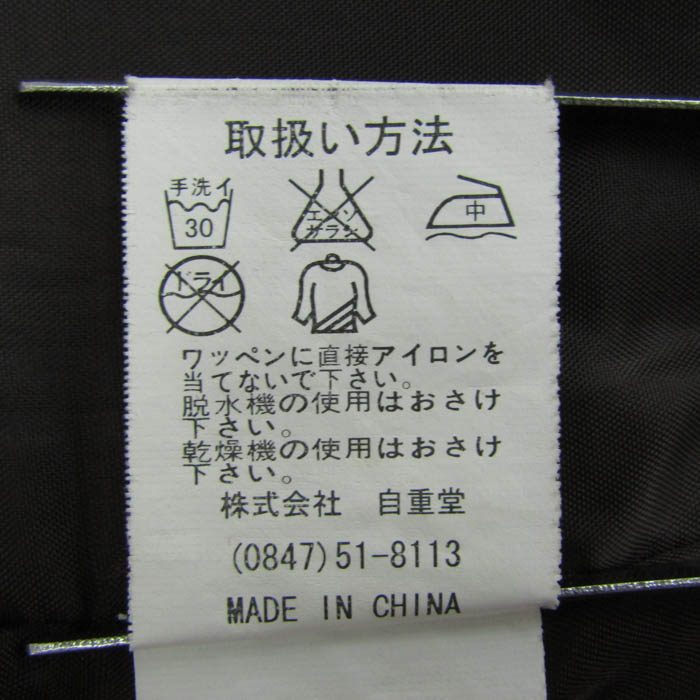 取扱い方法
手洗イ
30
エンソ
サラシ
中
ドライ
ワッペンに直接アイロンを
当てないで下さい。
脱水機の使用はおさけ
下さい。
乾燥機の使用はおさけ
下さい。
株式会社 自重堂
(0847)51-8113
MADE IN CHINA